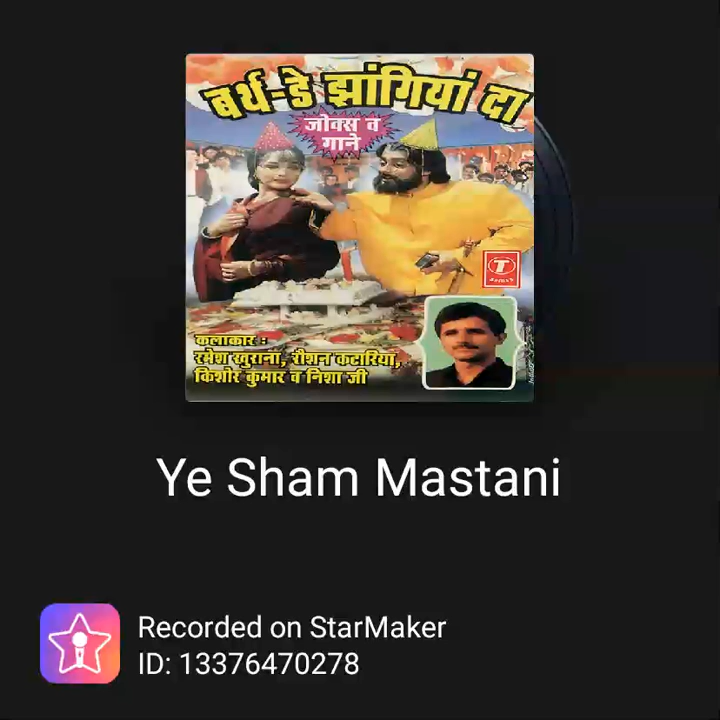 बर्थ-डे झांगियां दा
जोक्स व
गाने
T
कलाकार :
रमेश खुराना, रौशन कटारिया,
किशोर कुमार व निशा जी
Ye Sham Mastani
Recorded on StarMaker
ID: 13376470278